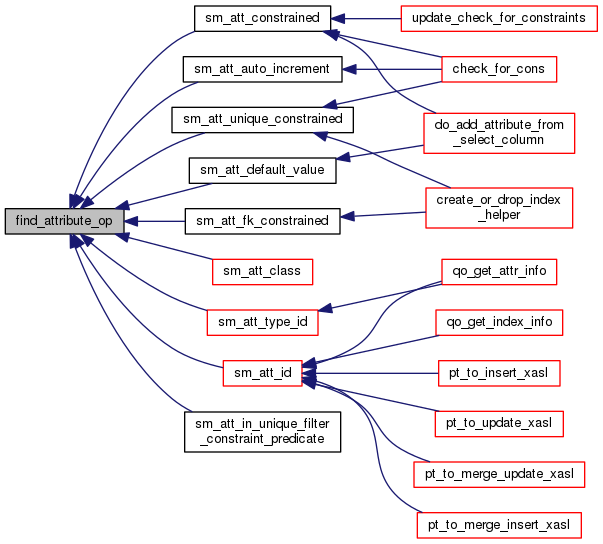 find_attribute_op
sm_att_constrained
sm_att_auto_increment
sm_att_unique_constrained
sm_att_default_value
sm_att_fk_constrained
sm_att_class
sm_att_type_id
sm_att_id
sm_att_in_unique_filter
_constraint_predicate
update_check_for_constraints
check_for_cons
do_add_attribute_from
_select_column
create_or_drop_index
_helper
qo_get_attr_info
qo_get_index_info
pt_to_insert_xasl
pt_to_update_xasl
pt_to_merge_update_xasl
pt_to_merge_insert_xasl